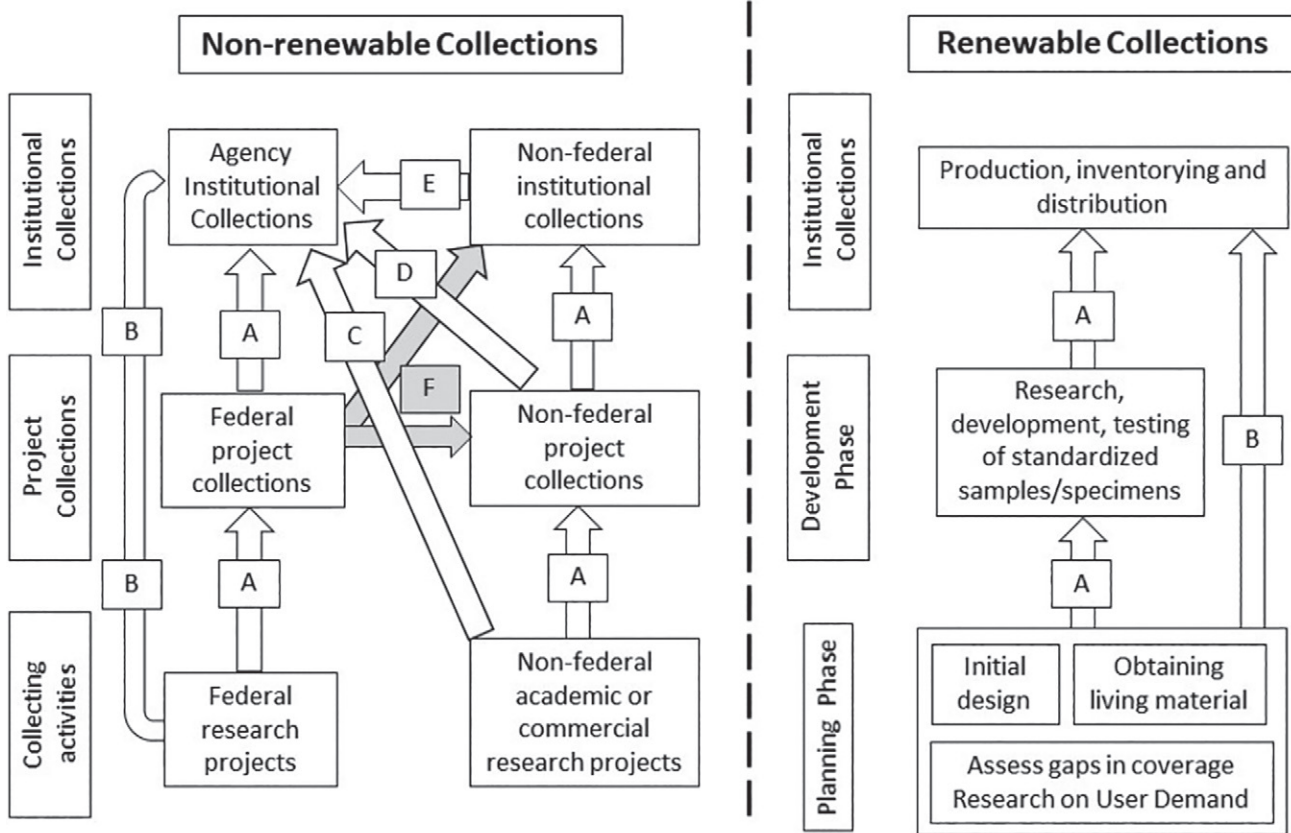 Non-renewable Collections
Renewable Collections
Institutional
Collections
Agency
Institutional
Collections
E
Non-federal
institutional
collections
D
B
A
C
A
Project
Collections
Federal
project
collections
F
Non-federal
project
collections
B
A
A
Collecting
activities
Federal
research
projects
Non-federal
academic or
commercial
research projects
Institutional
Collections
Production, inventorying and
distribution
A
Development
Phase
Research,
development, testing
of standardized
samples/specimens
B
A
Planning Phase
Initial
design
Obtaining
living material
Assess gaps in coverage
Research on User Demand